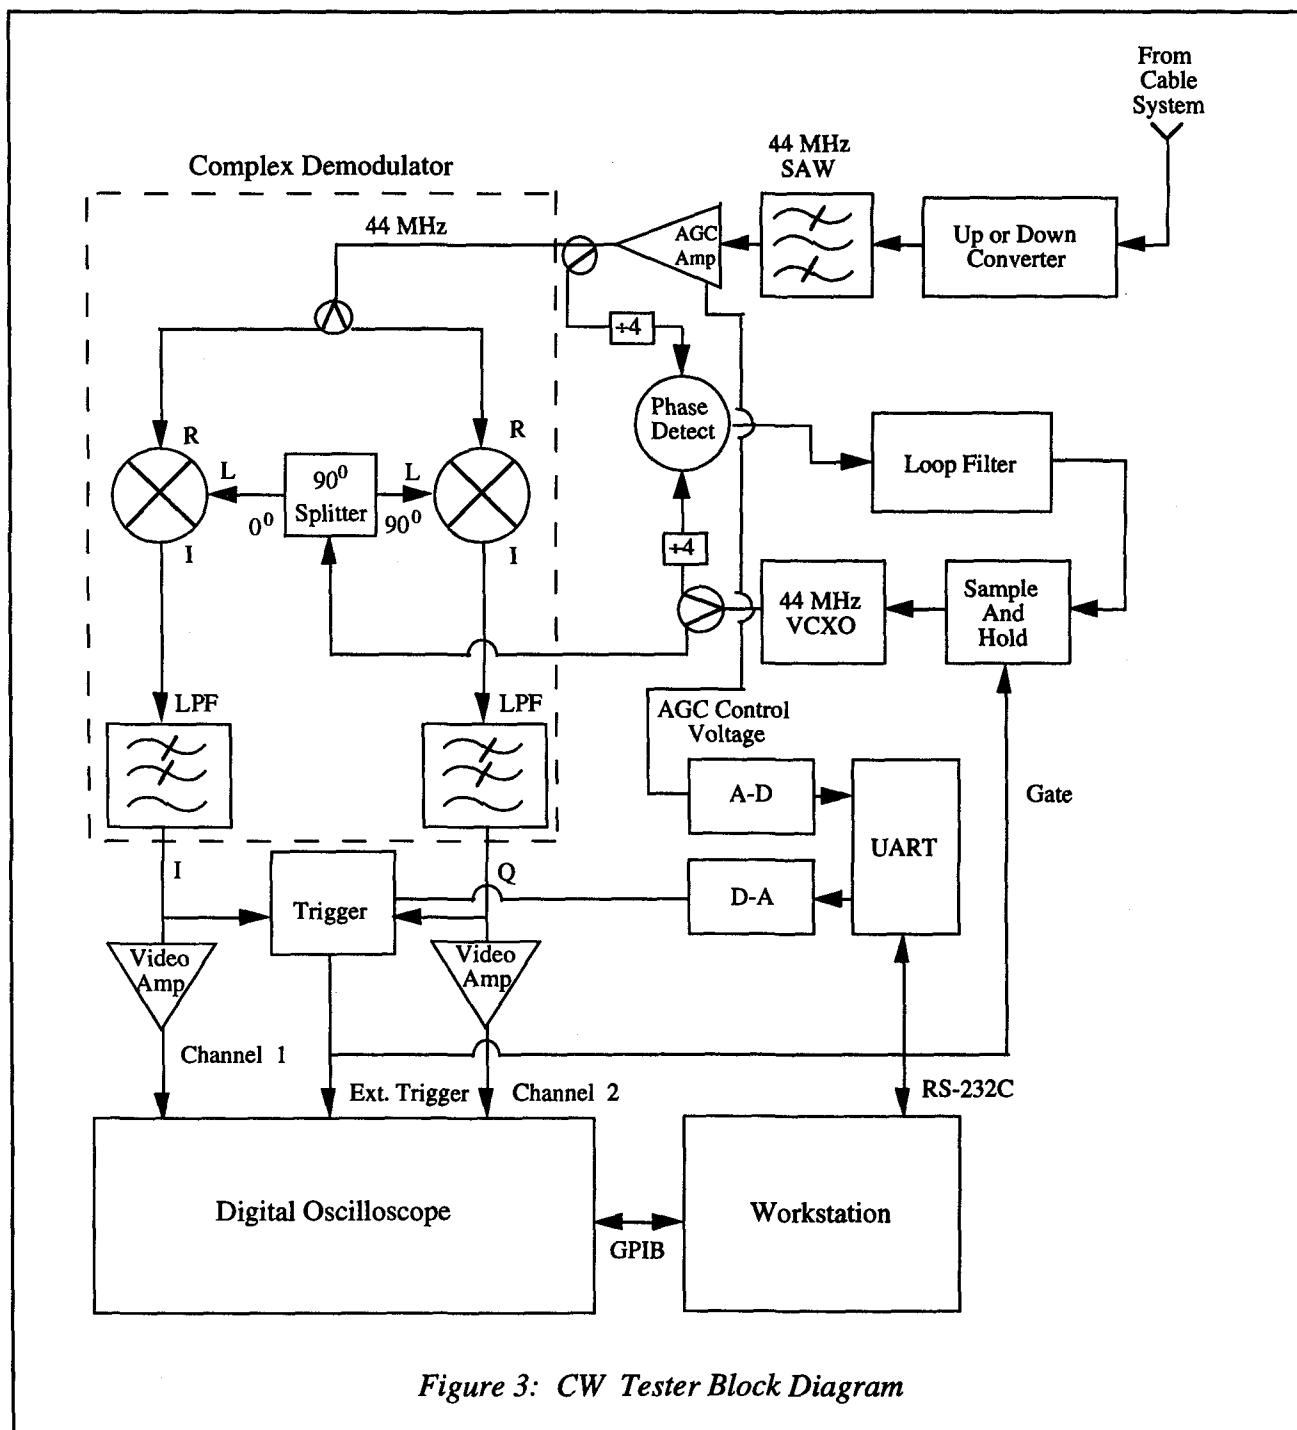 From
Cable
System
44 MHz
SAW
Complex Demodulator
44 MHz
AGC
Amp
Up or Down
Converter
÷4
Phase
Detect
Loop Filter
R
R
L
90⁰
Splitter
L
0⁰
90⁰
I
I
÷4
44 MHz
VCXO
Sample
And
Hold
LPF
LPF
AGC Control
Voltage
A-D
UART
Gate
I
Q
D-A
Trigger
Video
Amp
Video
Amp
Channel 1
Ext. Trigger
Channel 2
RS-232C
Digital Oscilloscope
GPIB
Workstation
Figure 3: CW Tester Block Diagram